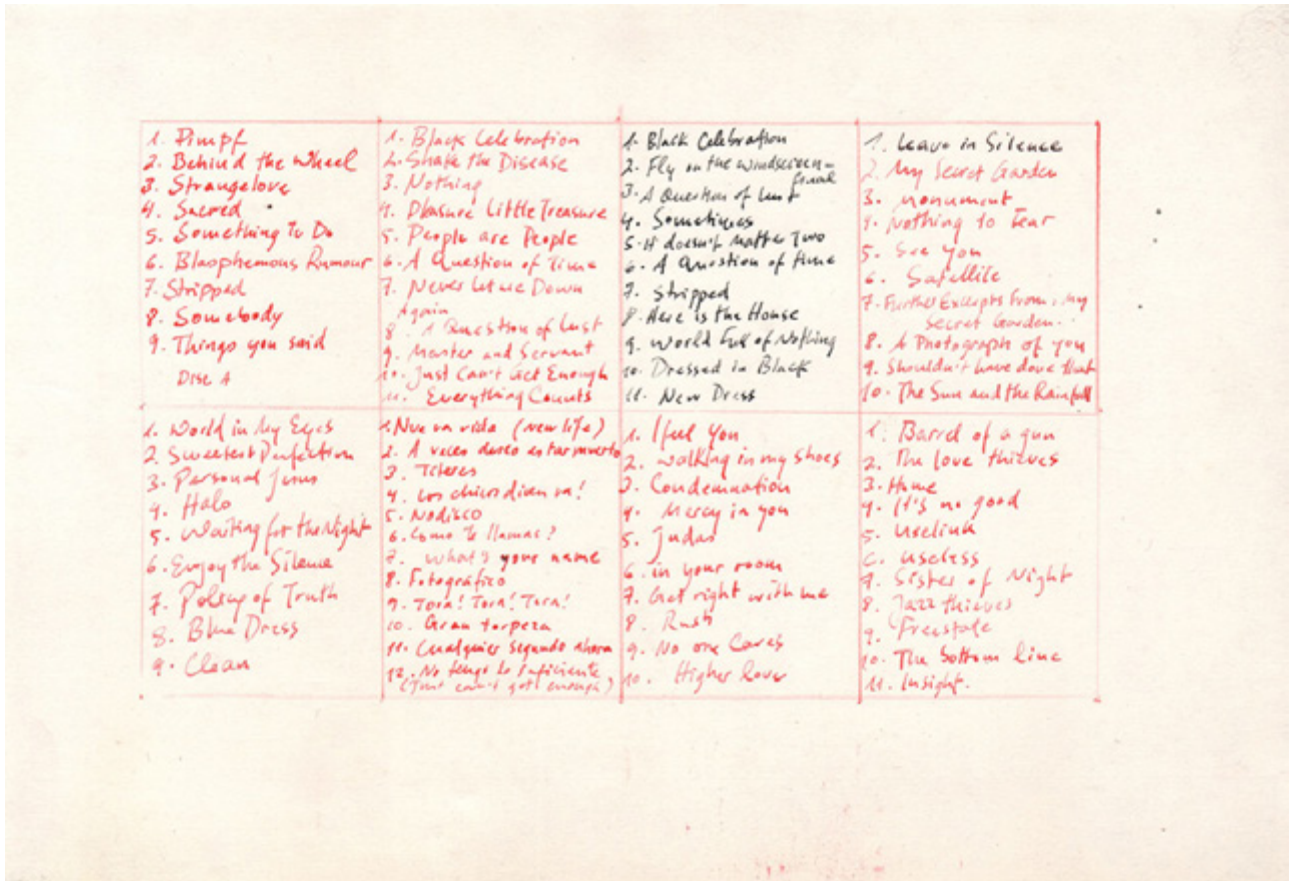 1. Pimpf
2. Behind the Wheel
3. Strangelove
4. Sacred
5. Something to Do
6. Blasphemous Rumour
7. Stripped
8. Somebody
9. Things you said
Disc A
1. Black Celebration
2. Shake the Disease
3. Nothing
4. Pleasure Little Treasure
5. People are People
6. A Question of Time
7. Never let me Down
Again
8. A Question of Lust
9. Master and Servant
10. Just Can't Get Enough
11. Everything Counts
1. Black Celebration
2. Fly on the windscreen-
final
3. A Question of Lust
4. Sometimes
5. It doesn't matter Two
6. A Question of time
7. Stripped
8. Here is the House
9. World Full of Nothing
10. Dressed in Black
11. New Dress
1. Leave in Silence
2. My Secret Garden
3. monument
4. Nothing to Fear
5. See You
6. Satellite
7. Further Excerpts From: My
Secret Garden.
8. A Photograph of you
9. Shouldn't have done that
10. The Sun and the Rainfall
1. World in My Eyes
2. Sweetest Perfection
3. Personal Jesus
4. Halo
5. Waiting for the Night
6. Enjoy the Silence
7. Policy of Truth
8. Blue Dress
9. Clean
1. Nueva vida (new life)
2. A veces deseo estar muerto
3. Títeres
4. Los chicos dicen va!
5. Nodisco
6. Como te llamas?
7. what's your name
8. Fotográfico
9. Tora! Tora! Tora!
10. Gran torpeza
11. Cualquier segundo ahora
12. No tengo lo suficiente
(Just can't get enough)
1. I feel You
2. walking in my shoes
3. Condemnation
4. Mercy in you
5. Judas
6. in your room
7. Get right with me
8. Rush
9. No one Cares
10. Higher love
1. Barrel of a gun
2. The love thieves
3. Home
4. It's no good
5. Uselink
6. useless
7. Sister of Night
8. Jazz thieves
9. Freestate
10. The bottom line
11. Insight.